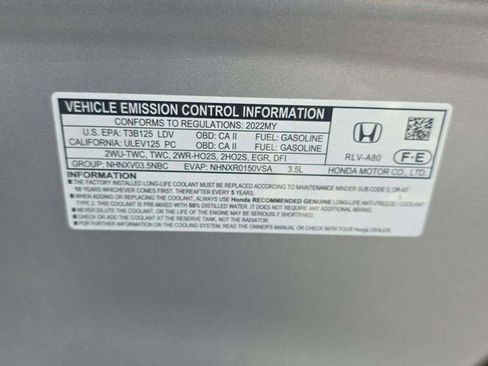 VEHICLE EMISSION CONTROL INFORMATION
CONFORMS TO REGULATIONS: 2022MY
U.S. EPA: T3B125 LDV OBD: CA II FUEL: GASOLINE
CALIFORNIA: ULEV125 PC OBD: CA II FUEL: GASOLINE
2WU-TWC, TWC, 2WR-HO2S, 2HO2S, EGR, DFI
GROUP: NHNXV03.5NBC EVAP: NHNXR0150VSA 3.5L
RLV-A80 F-E
HONDA MOTOR CO., LTD.
INFORMATION
■ THE FACTORY INSTALLED LONG-LIFE COOLANT MUST BE REPLACED ACCORDING TO MAINTENANCE MINDER SUB CODE 5, OR AT
10 YEARS WHICHEVER IS FIRST. THEREAFTER EVERY 5 YEARS.
■ WHEN ADDING OR REPLACING THE COOLANT, ALWAYS USE Honda RECOMMENDED GENUINE LONG-LIFE ANTI-FREEZE / COOLANT
TYPE 2. THIS COOLANT IS PRE-MIXED WITH 50% DISTILLED WATER. IT DOES NOT REQUIRE ANY ADDITIONAL MIXING.
■ NEVER ADD WATER, OR THE LIFE OF THE ENGINE MAY BE SERIOUSLY SHORTENED.
■ CHECK OR ADD COOLANT AT THE RESERVE TANK, NOT THE RADIATOR.
■ FOR FURTHER INFORMATION ON THE COOLING SYSTEM, READ THE OWNER'S MANUAL OR CHECK WITH YOUR Honda DEALER.